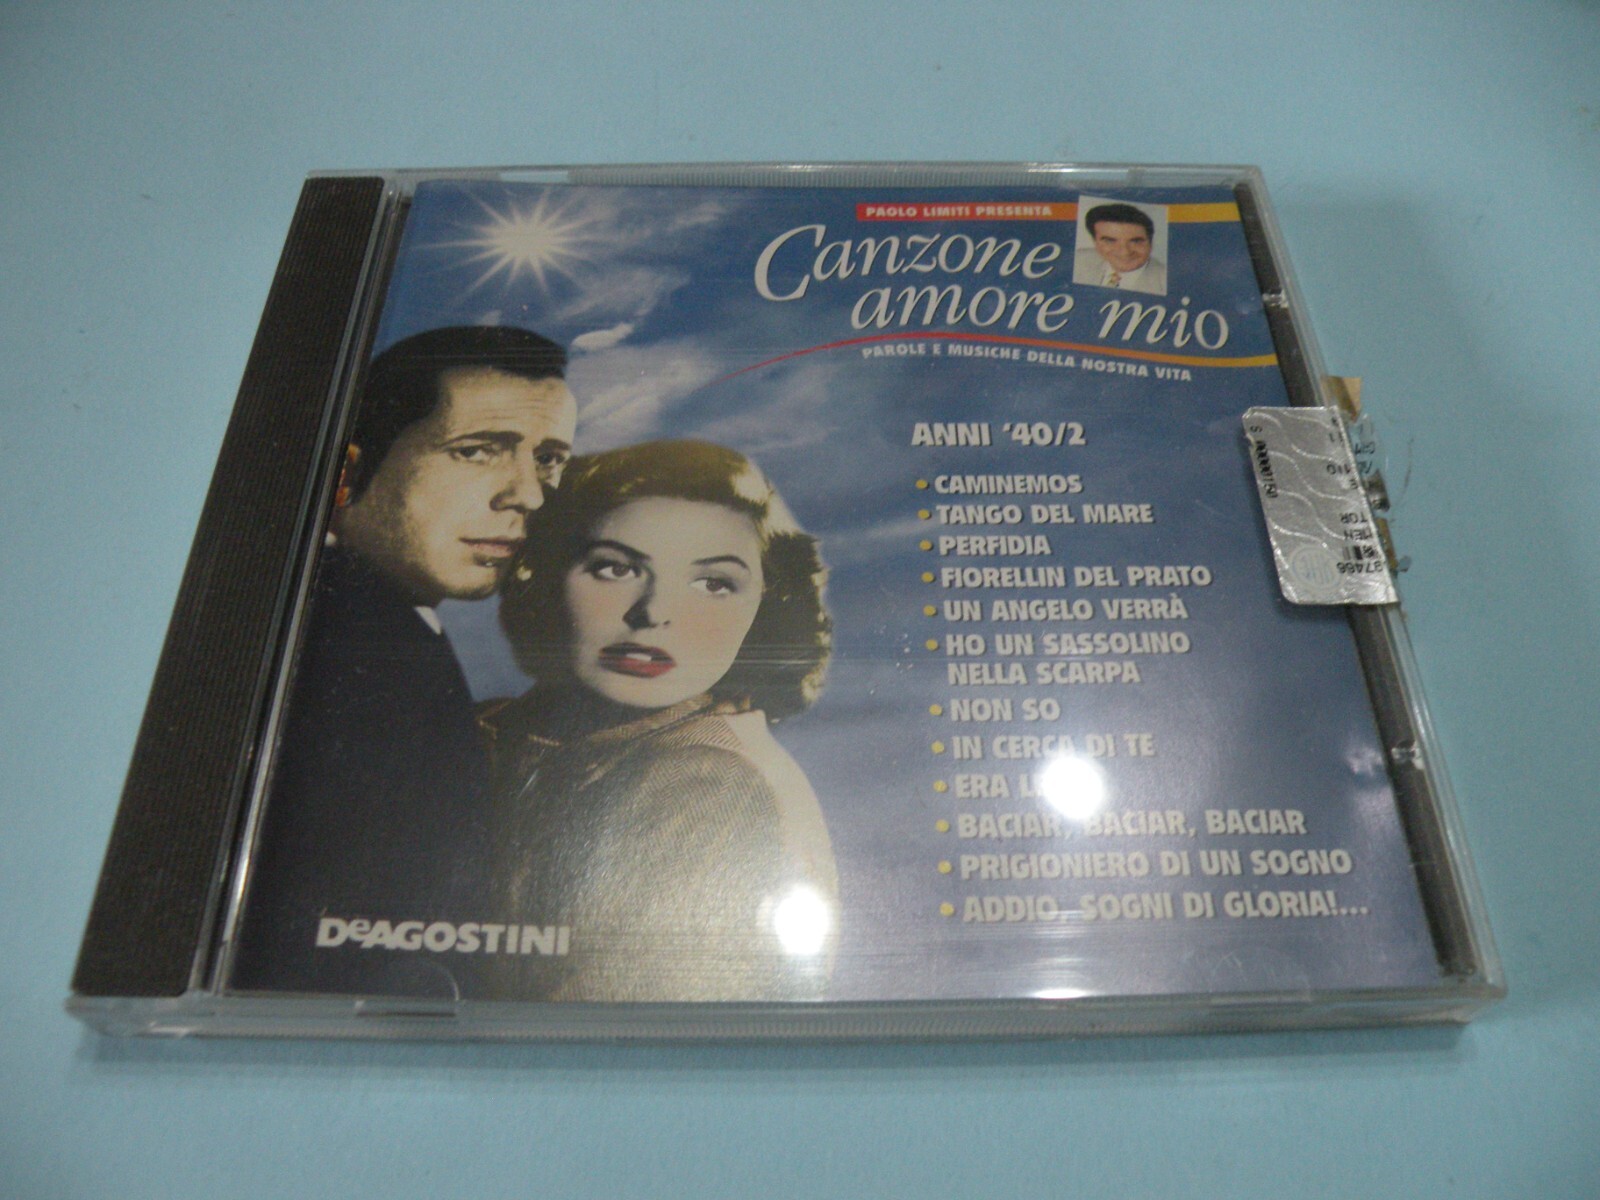 PAOLO LIMITI PRESENTA
Canzone
amore mio
PAROLE E MUSICHE DELLA NOSTRA VITA
ANNI '40/2
• CAMINEMOS
• TANGO DEL MARE
• PERFIDIA
• FIORELLIN DEL PRATO
• UN ANGELO VERRÀ
• HO UN SASSOLINO
NELLA SCARPA
• NON SO
• IN CERCA DI TE
• ERA
• BACIAR, BACIAR, BACIAR
• PRIGIONIERO DI UN SOGNO
• ADDIO, SOGNI DI GLORIA!...
DeAGOSTINI